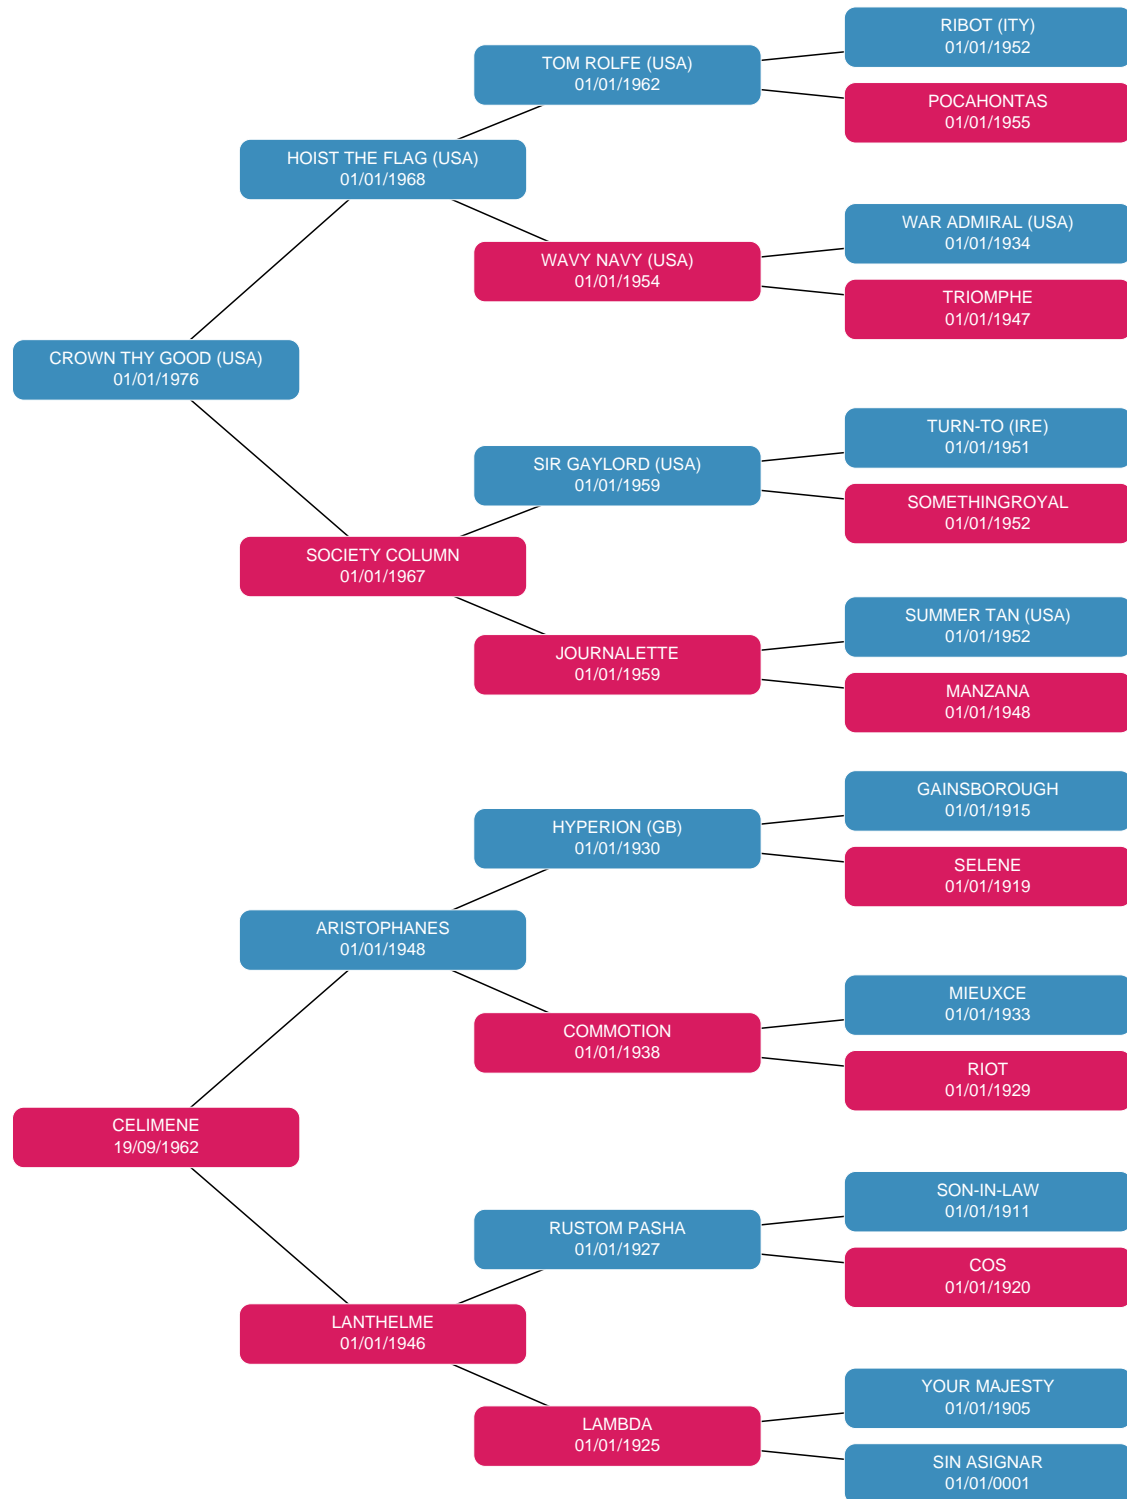 RIBOT (ITY)
01/01/1952
TOM ROLFE (USA)
01/01/1962
POCAHONTAS
01/01/1955
HOIST THE FLAG (USA)
01/01/1968
WAR ADMIRAL (USA)
01/01/1934
WAVY NAVY (USA)
01/01/1954
TRIOMPHE
01/01/1947
CROWN THY GOOD (USA)
01/01/1976
TURN-TO (IRE)
01/01/1951
SIR GAYLORD (USA)
01/01/1959
SOMETHINGROYAL
01/01/1952
SOCIETY COLUMN
01/01/1967
SUMMER TAN (USA)
01/01/1952
JOURNALETTE
01/01/1959
MANZANA
01/01/1948
GAINSBOROUGH
01/01/1915
HYPERION (GB)
01/01/1930
SELENE
01/01/1919
ARISTOPHANES
01/01/1948
MIEUXCE
01/01/1933
COMMOTION
01/01/1938
RIOT
01/01/1929
CELIMENE
19/09/1962
SON-IN-LAW
01/01/1911
RUSTOM PASHA
01/01/1927
COS
01/01/1920
LANTHELME
01/01/1946
YOUR MAJESTY
01/01/1905
LAMBDA
01/01/1925
SIN ASIGNAR
01/01/0001